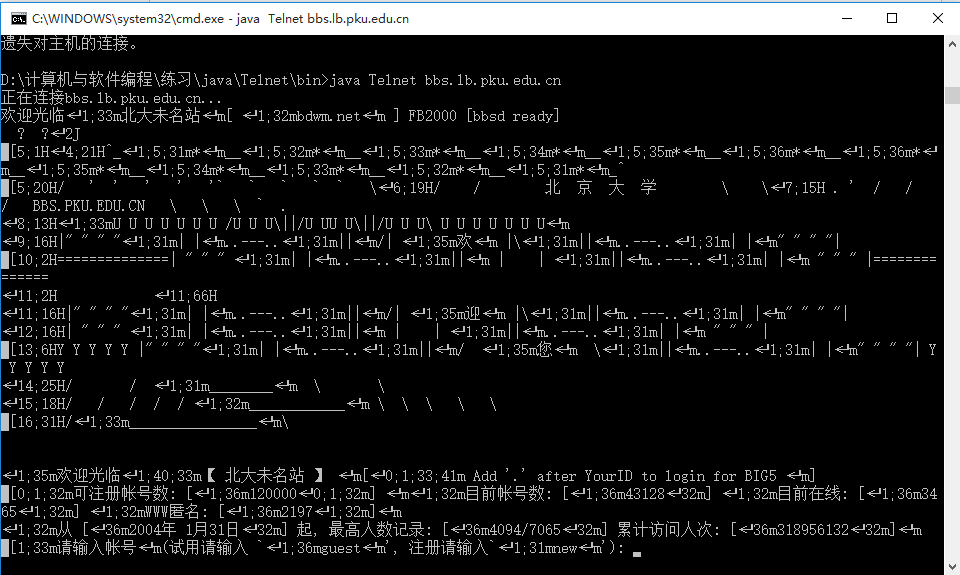 C:\WINDOWS\system32\cmd.exe - java  Telnet bbs.lb.pku.edu.cn
遗失对主机的连接。
D:\计算机与软件编程\练习\java\Telnet\bin>java Telnet bbs.lb.pku.edu.cn
正在连接bbs.lb.pku.edu.cn...
欢迎光临←1;33m北大未名站←m[ ←1;32mbdwm.net←m ] FB2000 [bbsd ready]
  ?  ?←2J
█[5;1H←4;21H^_←1;5;31m*←m__←1;5;32m*←m__←1;5;33m*←m__←1;5;34m*←m__←1;5;35m*←m__←1;5;36m*←m__←1;5;36m*←
m__←1;5;35m*←m__←1;5;34m*←m__←1;5;33m*←m__←1;5;32m*←m__←1;5;31m*←m_^
█[5;20H/   '  '   '   '  '`   `   `  `  `   \←6;19H/    /        北  京  大  学        \    \←7;15H . '  /   /
/   BBS.PKU.EDU.CN   \   \   \  `  .
←8;13H←1;33mU U U U U U /U U U\||/U UU U\||/U U U\ U U U U U U U←m
←9;16H|" " " "←1;31m| |←m..---..←1;31m||←m/| ←1;35m欢←m |\←1;31m||←m..---..←1;31m| |←m" " " "|
█[10;2H==============| " " " ←1;31m| |←m..---..←1;31m||←m |    | ←1;31m||←m..---..←1;31m| |←m " " " |========
======
←11;2H            ←11;66H
←11;16H|" " " "←1;31m| |←m..---..←1;31m||←m/| ←1;35m迎←m |\←1;31m||←m..---..←1;31m| |←m" " " "|
←12;16H| " " " ←1;31m| |←m..---..←1;31m||←m |    | ←1;31m||←m..---..←1;31m| |←m " " " |
█[13;6HY Y Y Y |" " " "←1;31m| |←m..---..←1;31m||←m/  ←1;35m您←m  \←1;31m||←m..---..←1;31m| |←m" " " "| Y
 Y Y Y Y
←14;25H/       /  ←1;31m________←m  \       \
←15;18H/   /   /  /  / ←1;32m____________←m \  \  \   \   \
█[16;31H/←1;33m________________←m\
←1;35m欢迎光临←1;40;33m【 北大未名站 】 ←m[←0;1;33;41m Add '.' after YourID to login for BIG5 ←m]
█[0;1;32m可注册帐号数: [←1;36m120000←0;1;32m] ←m←1;32m目前帐号数: [←1;36m43128←32m] ←1;32m目前在线: [←1;36m34
65←1;32m] ←1;32mWWW匿名: [←1;36m2197←1;32m]←m
←1;32m从 [←36m2004年 1月31日←32m] 起, 最高人数记录: [←36m4094/7065←32m] 累计访问人次: [←36m318956132←32m]←m
█[1;33m请输入帐号←m(试用请输入 `←1;36mguest←m', 注册请输入`←1;31mnew←m'): _